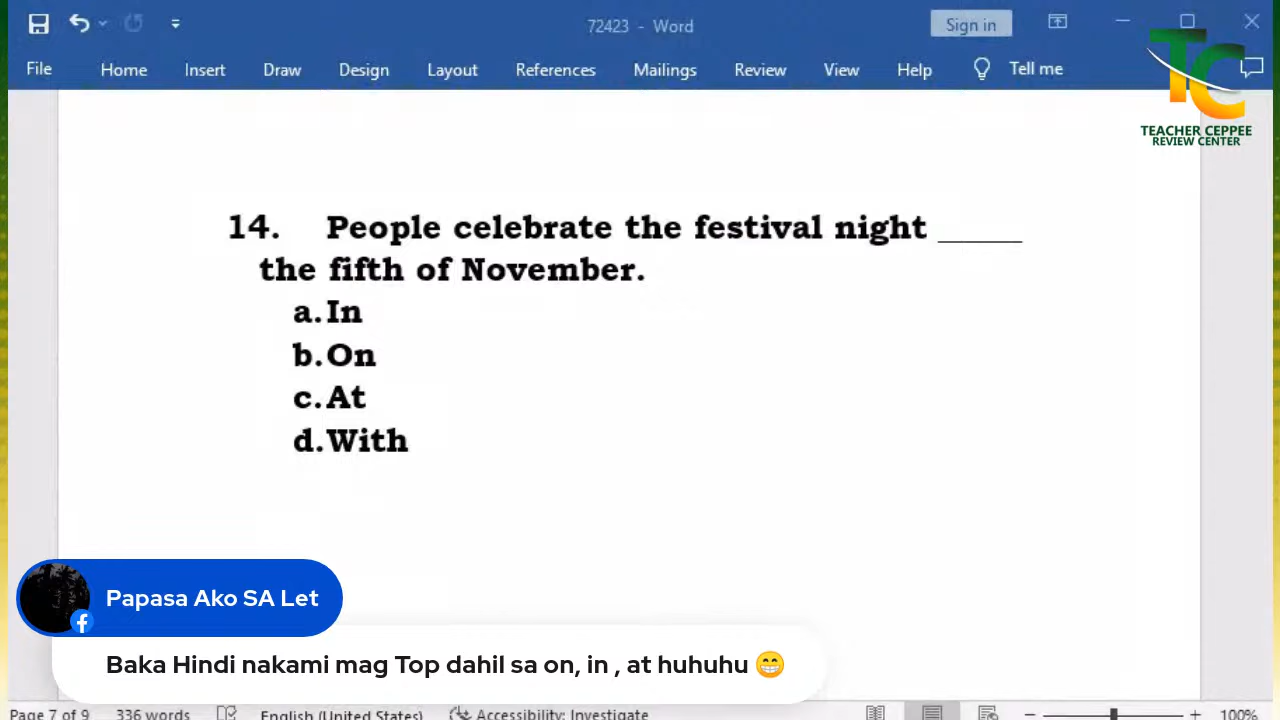 72423 - Word
Sign in
File Home Insert Draw Design Layout References Mailings Review View Help Tell me
TC
TEACHER CEPPEE
REVIEW CENTER
14. People celebrate the festival night _____
the fifth of November.
a. In
b. On
c. At
d. With
Papasa Ako SA Let
Baka Hindi nakami mag Top dahil sa on, in , at huhuhu 😁
Page 7 of 9 336 words English (United States) Accessibility: Investigate 100%